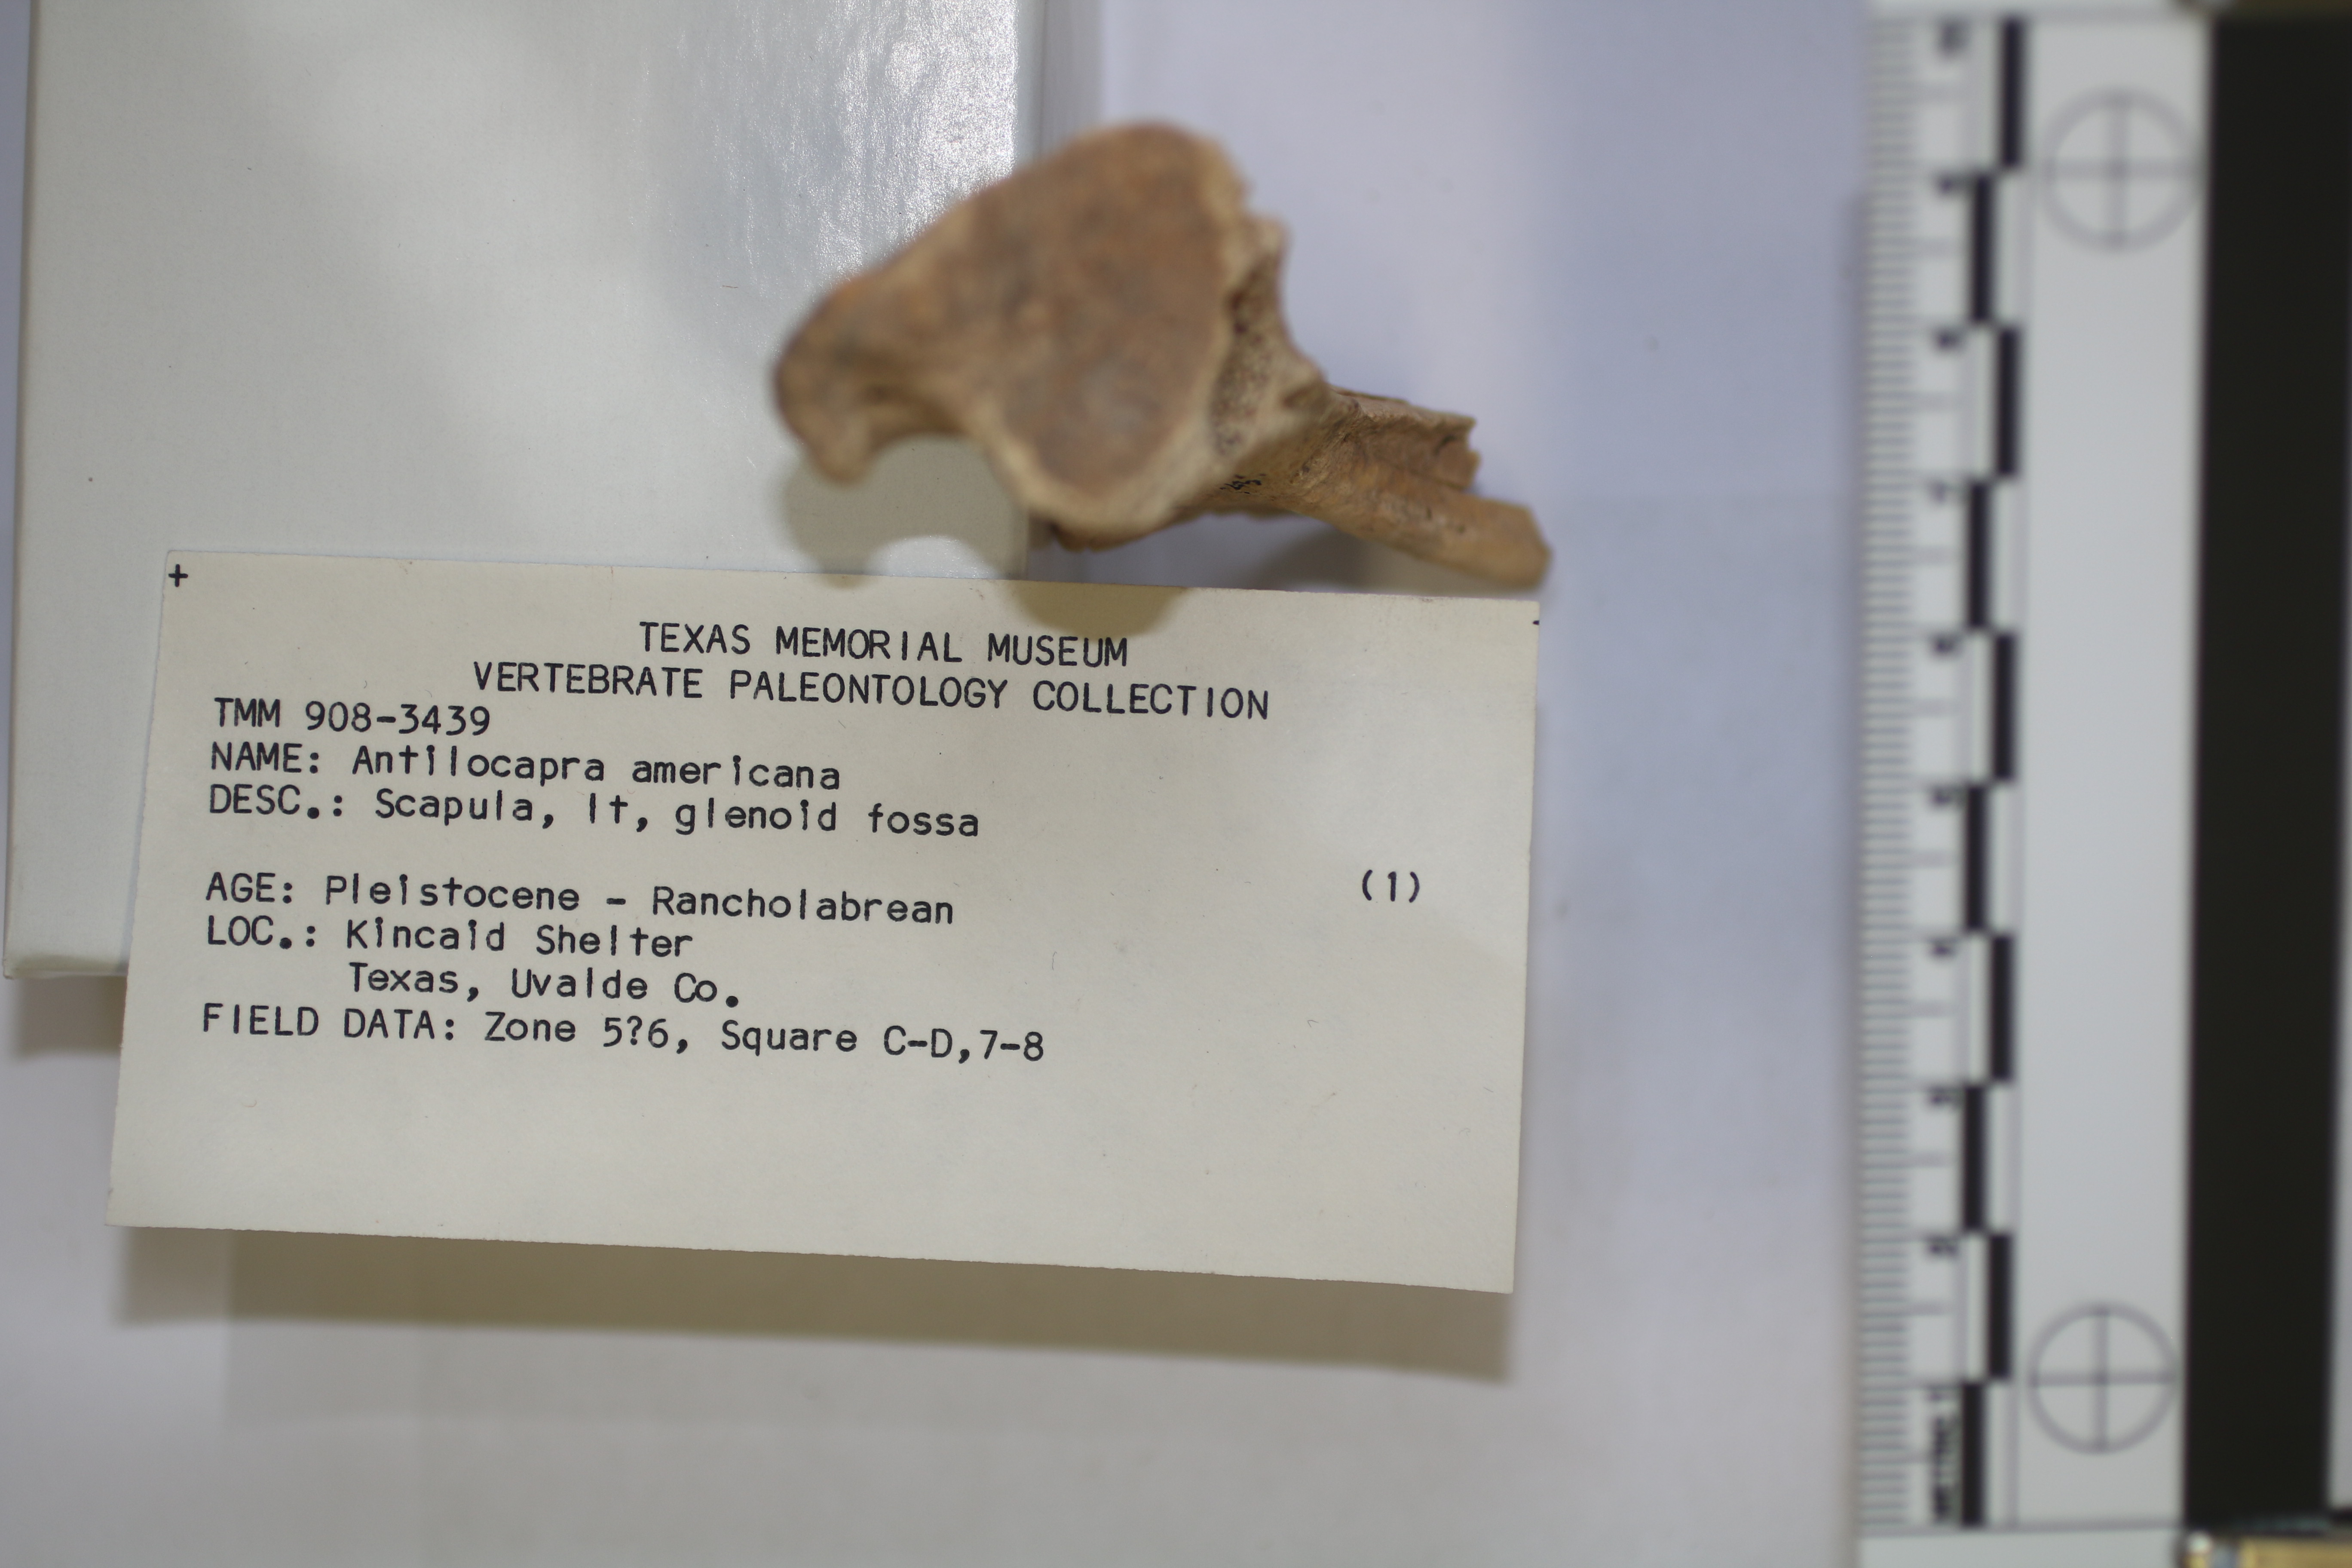 TEXAS MEMORIAL MUSEUM
VERTEBRATE PALEONTOLOGY COLLECTION
TMM 908-3439
NAME: Antilocapra americana
DESC.: Scapula, lt, glenoid fossa
(1)
AGE: Pleistocene - Rancholabrean
LOC.: Kincaid Shelter
Texas, Uvalde Co.
FIELD DATA: Zone 5?6, Square C-D,7-8
METRIC 1 2 3 4 5 6 7 8 9 10